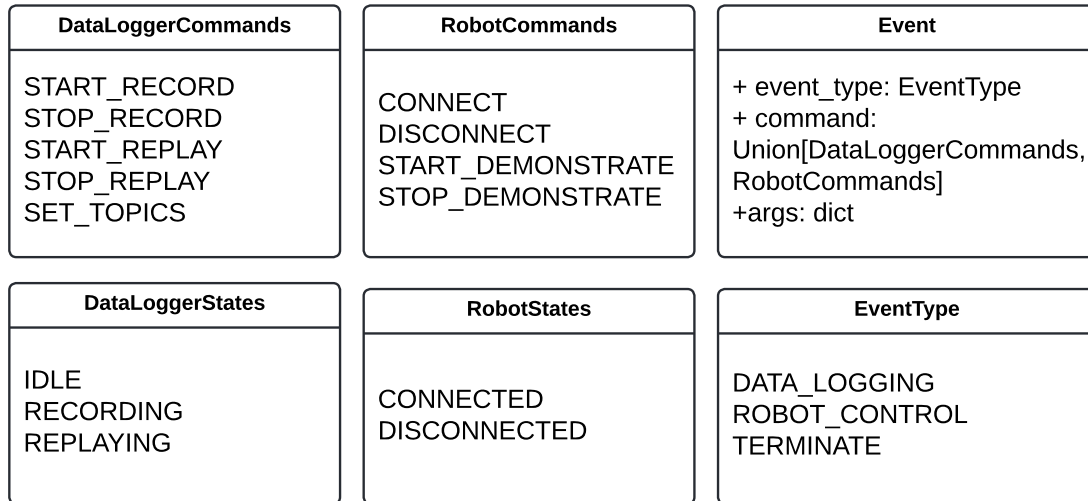 DataLoggerCommands
START_RECORD
STOP_RECORD
START_REPLAY
STOP_REPLAY
SET_TOPICS
RobotCommands
CONNECT
DISCONNECT
START_DEMONSTRATE
STOP_DEMONSTRATE
Event
+ event_type: EventType
+ command:
Union[DataLoggerCommands,
RobotCommands]
+args: dict
DataLoggerStates
IDLE
RECORDING
REPLAYING
RobotStates
CONNECTED
DISCONNECTED
EventType
DATA_LOGGING
ROBOT_CONTROL
TERMINATE